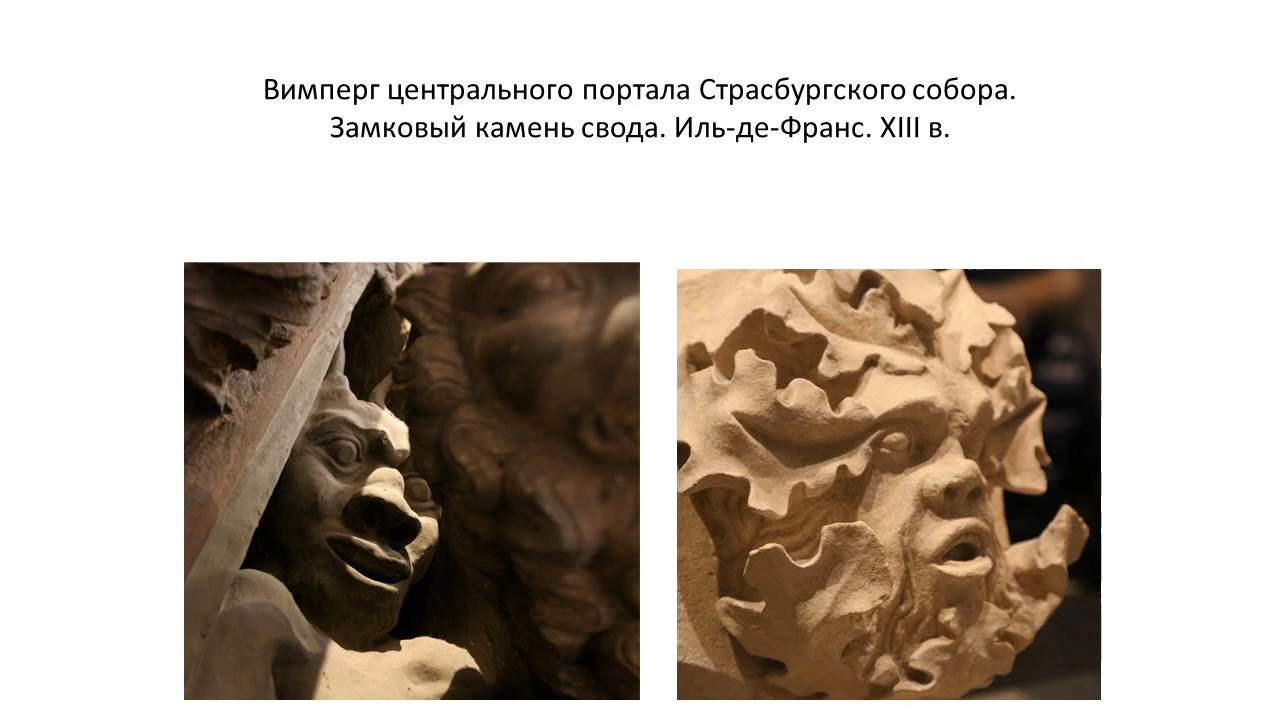 Вимперг центрального портала Страсбургского собора.
Замковый камень свода. Иль-де-Франс. XIII в.